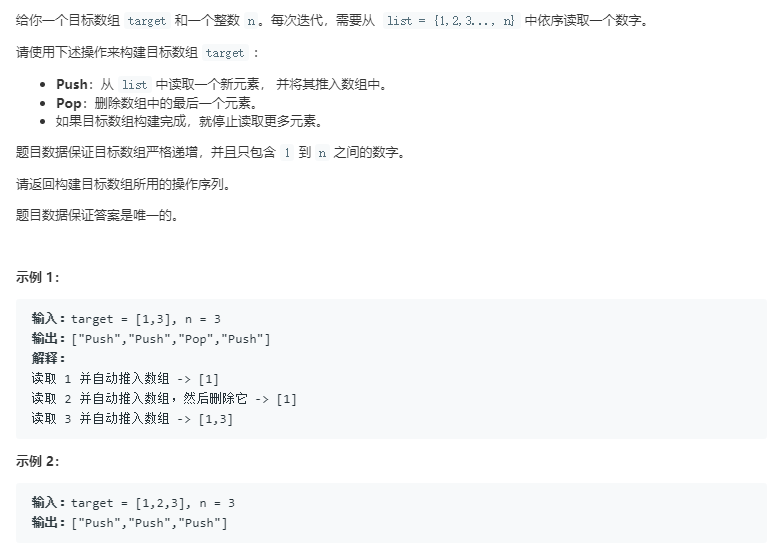 给你一个目标数组 target 和一个整数 n。每次迭代，需要从 list = {1,2,3..., n} 中依序读取一个数字。
请使用下述操作来构建目标数组 target ：
• Push：从 list 中读取一个新元素， 并将其推入数组中。
• Pop：删除数组中的最后一个元素。
• 如果目标数组构建完成，就停止读取更多元素。
题目数据保证目标数组严格递增，并且只包含 1 到 n 之间的数字。
请返回构建目标数组所用的操作序列。
题目数据保证答案是唯一的。
示例 1：
输入：target = [1,3], n = 3
输出：["Push","Push","Pop","Push"]
解释：
读取 1 并自动推入数组 -> [1]
读取 2 并自动推入数组，然后删除它 -> [1]
读取 3 并自动推入数组 -> [1,3]
示例 2：
输入：target = [1,2,3], n = 3
输出：["Push","Push","Push"]